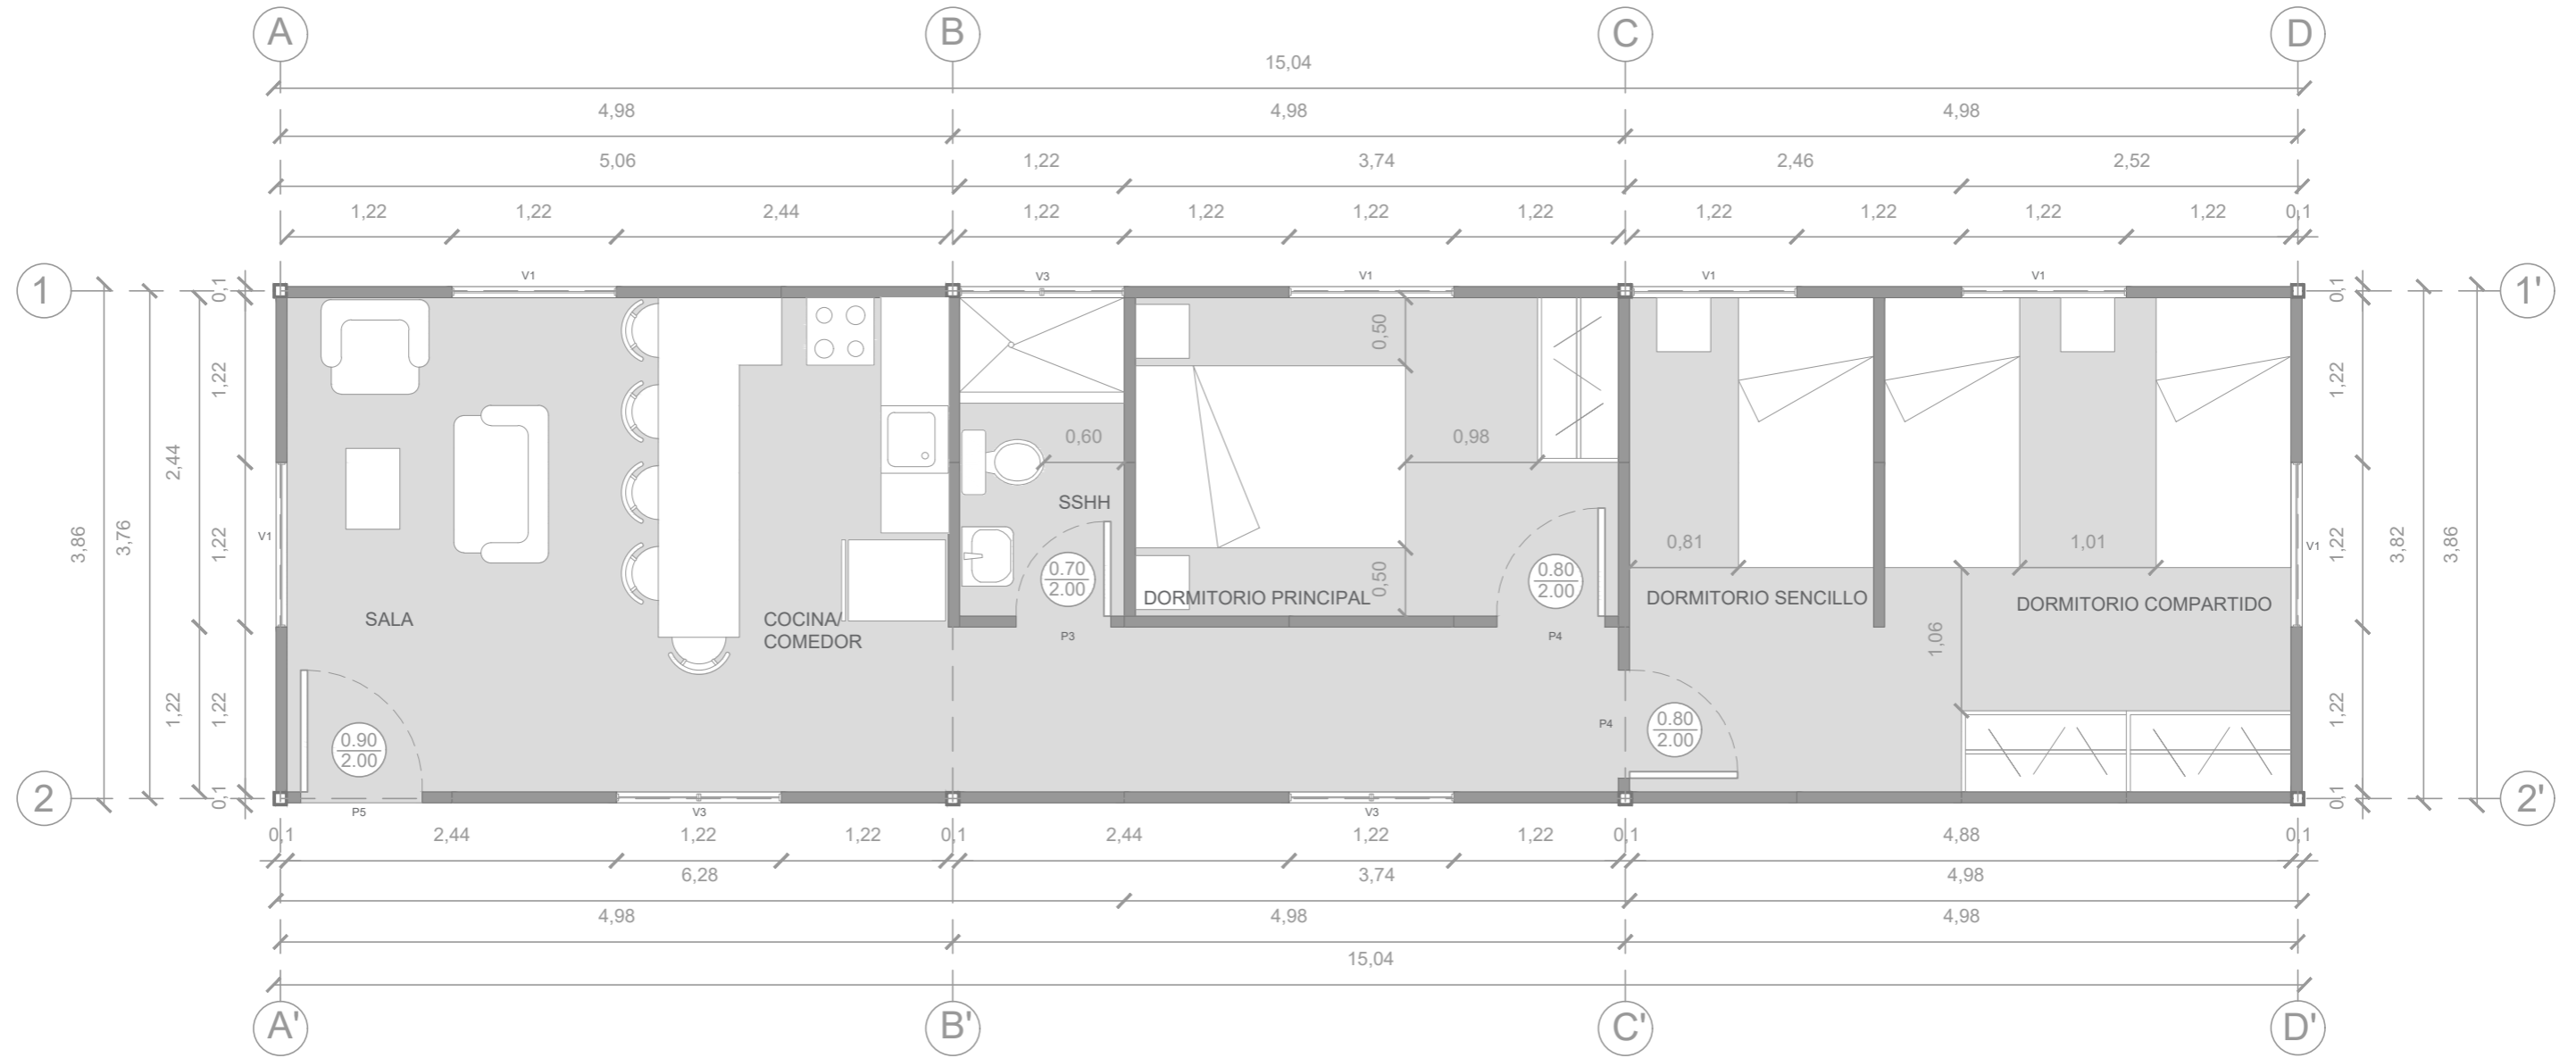 A B C D
15,04
4,98 4,98 4,98
5,06 1,22 3,74 2,46 2,52
1,22 1,22 2,44 1,22 1,22 1,22 1,22 1,22 1,22 1,22 1,22 0,1
V1 V3 V1 V1 V1
1 0,1 0,1 1'
0,50
1,22 1,22
0,60 0,98
2,44
SSHH
V1 3,86 3,76 1,22 0,81 1,01 V1 1,22 3,82 3,86
0.70
2.00
0.80
2.00
0,50
DORMITORIO PRINCIPAL DORMITORIO SENCILLO DORMITORIO COMPARTIDO
SALA COCINA/
COMEDOR
P3 P4
1,06
1,22 1,22 P4 1,22
0.90
2.00
0.80
2.00
2 0,1 0,1 2'
P5 V3 V3
0,1 2,44 1,22 1,22 0,1 2,44 1,22 1,22 0,1 4,88 0,1
6,28 3,74 4,98
4,98 4,98 4,98
15,04
A' B' C' D'